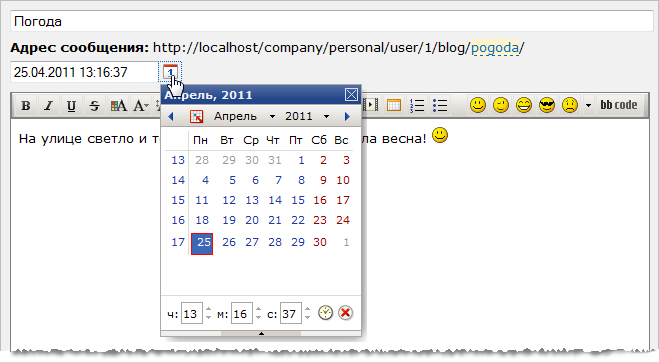 Погода
Адрес сообщения: http://localhost/company/personal/user/1/blog/pogoda/
25.04.2011 13:16:37
Апрель, 2011
B I U S A A bb code
Апрель 2011
На улице светло и т ла весна!
Пн Вт Ср Чт Пт Сб Вс
13 28 29 30 31 1 2 3
14 4 5 6 7 8 9 10
15 11 12 13 14 15 16 17
16 18 19 20 21 22 23 24
17 25 26 27 28 29 30 1
ч: 13 м: 16 с: 37